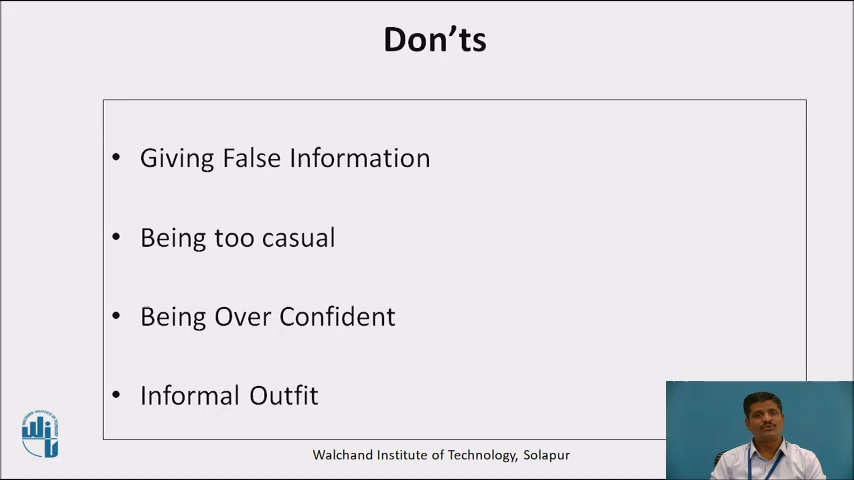 Don'ts
• Giving False Information
• Being too casual
• Being Over Confident
• Informal Outfit
Walchand Institute of Technology, Solapur